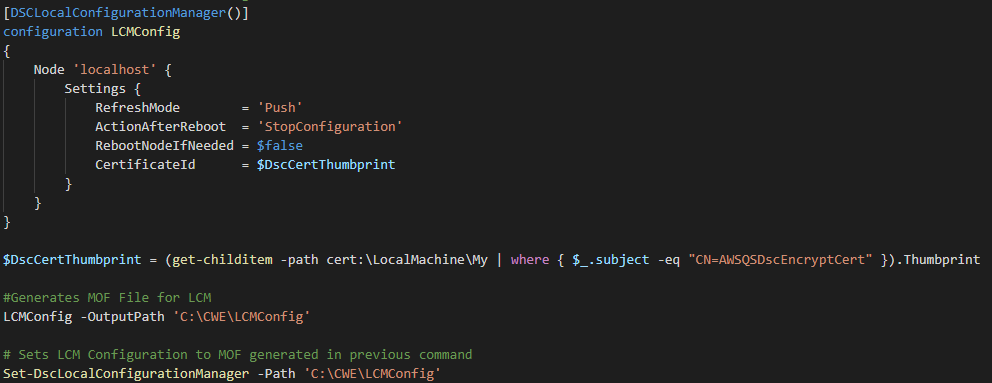 [DSCLocalConfigurationManager()]
configuration LCMConfig
{
    Node 'localhost' {
        Settings {
            RefreshMode        = 'Push'
            ActionAfterReboot  = 'StopConfiguration'
            RebootNodeIfNeeded = $false
            CertificateId      = $DscCertThumbprint
        }
    }
}

$DscCertThumbprint = (get-childitem -path cert:\LocalMachine\My | where { $_.subject -eq "CN=AWSQSDscEncryptCert" }).Thumbprint

#Generates MOF File for LCM
LCMConfig -OutputPath 'C:\CWE\LCMConfig'

# Sets LCM Configuration to MOF generated in previous command
Set-DscLocalConfigurationManager -Path 'C:\CWE\LCMConfig'